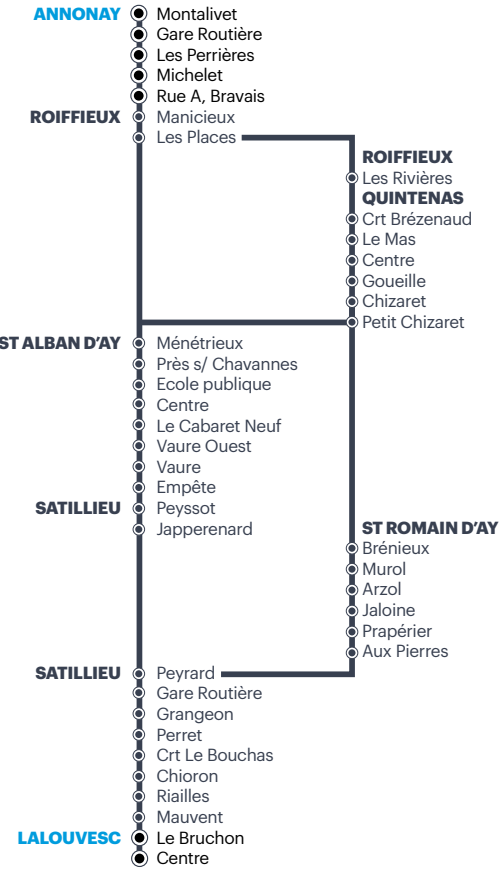 ANNONAY Montalivet
Gare Routière
Les Perrières
Michelet
Rue A, Bravais
ROIFFIEUX Manicieux
Les Places
ROIFFIEUX
Les Rivières
QUINTENAS
Crt Brézenaud
Le Mas
Centre
Goueille
Chizaret
Petit Chizaret
ST ALBAN D'AY Ménétrieux
Près s/ Chavannes
Ecole publique
Centre
Le Cabaret Neuf
Vaure Ouest
Vaure
Empête
SATILLIEU Peyssot
Japperenard
ST ROMAIN D'AY
Brénieux
Murol
Arzol
Jaloine
Prapérier
Aux Pierres
SATILLIEU Peyrard
Gare Routière
Grangeon
Perret
Crt Le Bouchas
Chioron
Riailles
Mauvent
LALOUVESC Le Bruchon
Centre